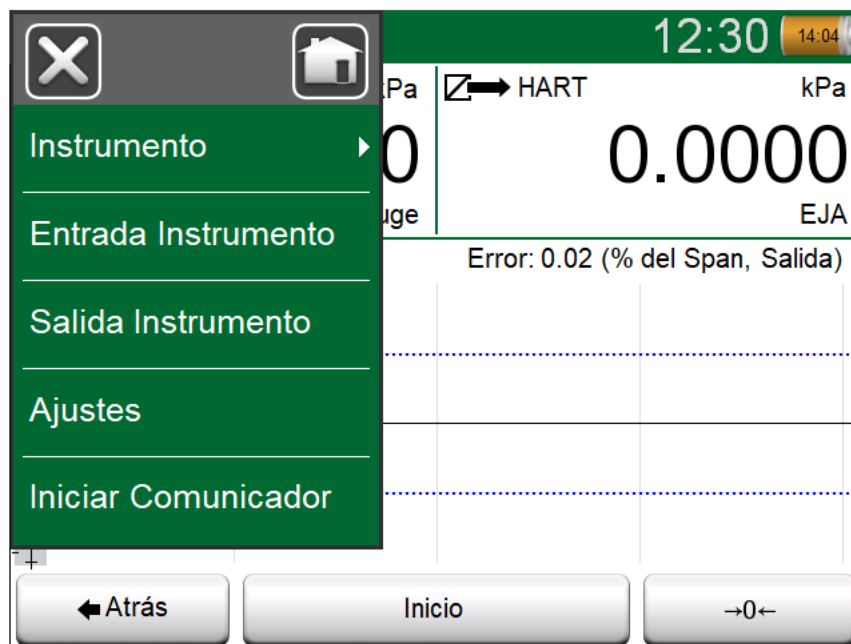 12:30 14:04
kPa HART kPa
Instrumento
0 0.0000
uge EJA
Entrada Instrumento
Error: 0.02 (% del Span, Salida)
Salida Instrumento
Ajustes
Iniciar Comunicador
Atrás Inicio →0←